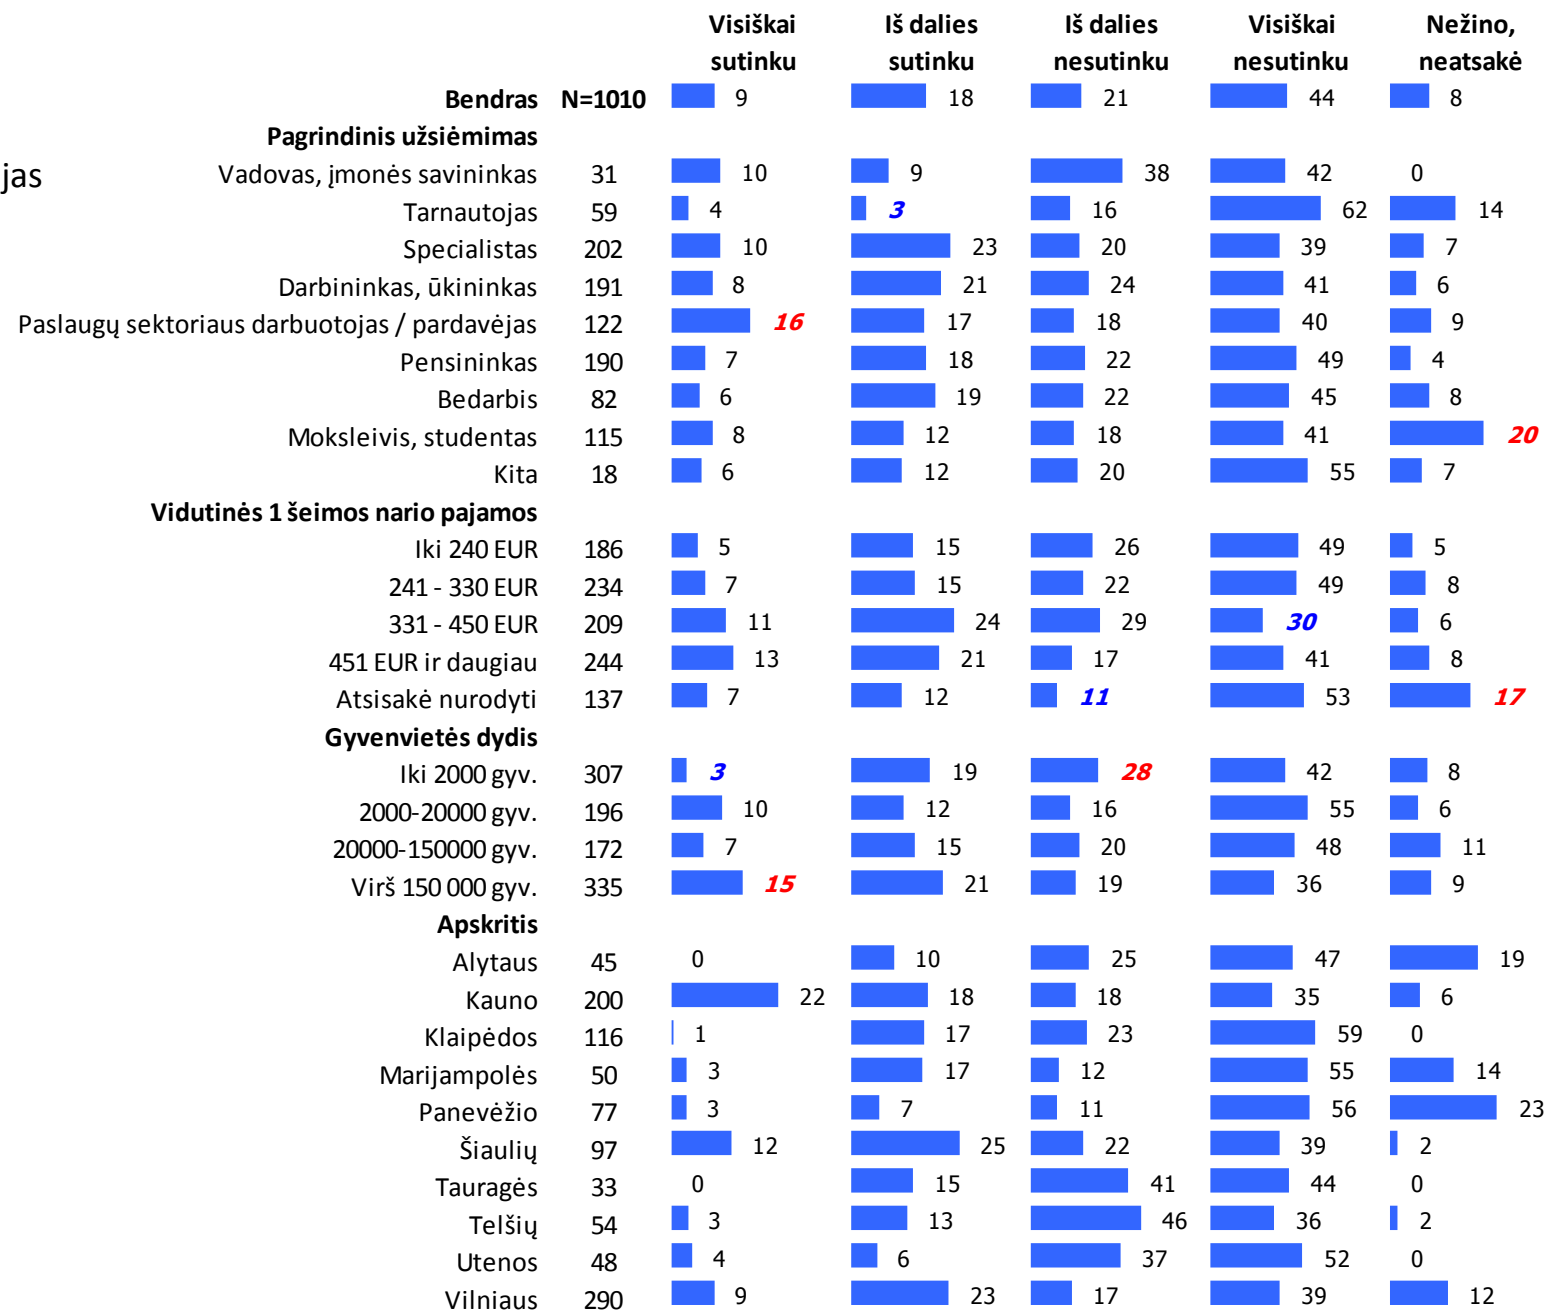 Visiškai Iš dalies Iš dalies Visiškai Nežino,
sutinku sutinku nesutinku nesutinku neatsakė
Bendras N=1010 9 18 21 44 8
Pagrindinis užsiėmimas
jas Vadovas, įmonės savininkas 31 10 9 38 42 0
Tarnautojas 59 4 3 16 62 14
Specialistas 202 10 23 20 39 7
Darbininkas, ūkininkas 191 8 21 24 41 6
Paslaugų sektoriaus darbuotojas / pardavėjas 122 16 17 18 40 9
Pensininkas 190 7 18 22 49 4
Bedarbis 82 6 19 22 45 8
Moksleivis, studentas 115 8 12 18 41 20
Kita 18 6 12 20 55 7
Vidutinės 1 šeimos nario pajamos
Iki 240 EUR 186 5 15 26 49 5
241 - 330 EUR 234 7 15 22 49 8
331 - 450 EUR 209 11 24 29 30 6
451 EUR ir daugiau 244 13 21 17 41 8
Atsisakė nurodyti 137 7 12 11 53 17
Gyvenvietės dydis
Iki 2000 gyv. 307 3 19 28 42 8
2000-20000 gyv. 196 10 12 16 55 6
20000-150000 gyv. 172 7 15 20 48 11
Virš 150 000 gyv. 335 15 21 19 36 9
Apskritis
Alytaus 45 0 10 25 47 19
Kauno 200 22 18 18 35 6
Klaipėdos 116 1 17 23 59 0
Marijampolės 50 3 17 12 55 14
Panevėžio 77 3 7 11 56 23
Šiaulių 97 12 25 22 39 2
Tauragės 33 0 15 41 44 0
Telšių 54 3 13 46 36 2
Utenos 48 4 6 37 52 0
Vilniaus 290 9 23 17 39 12